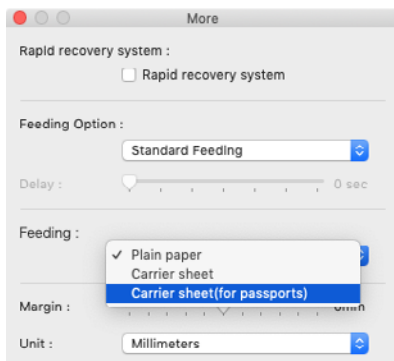 More
Rapid recovery system :
Rapid recovery system
Feeding Option :
Standard Feeding
Delay :
0 sec
Feeding :
✓ Plain paper
Carrier sheet
Carrier sheet(for passports)
Margin :
0mm
Unit :
Millimeters